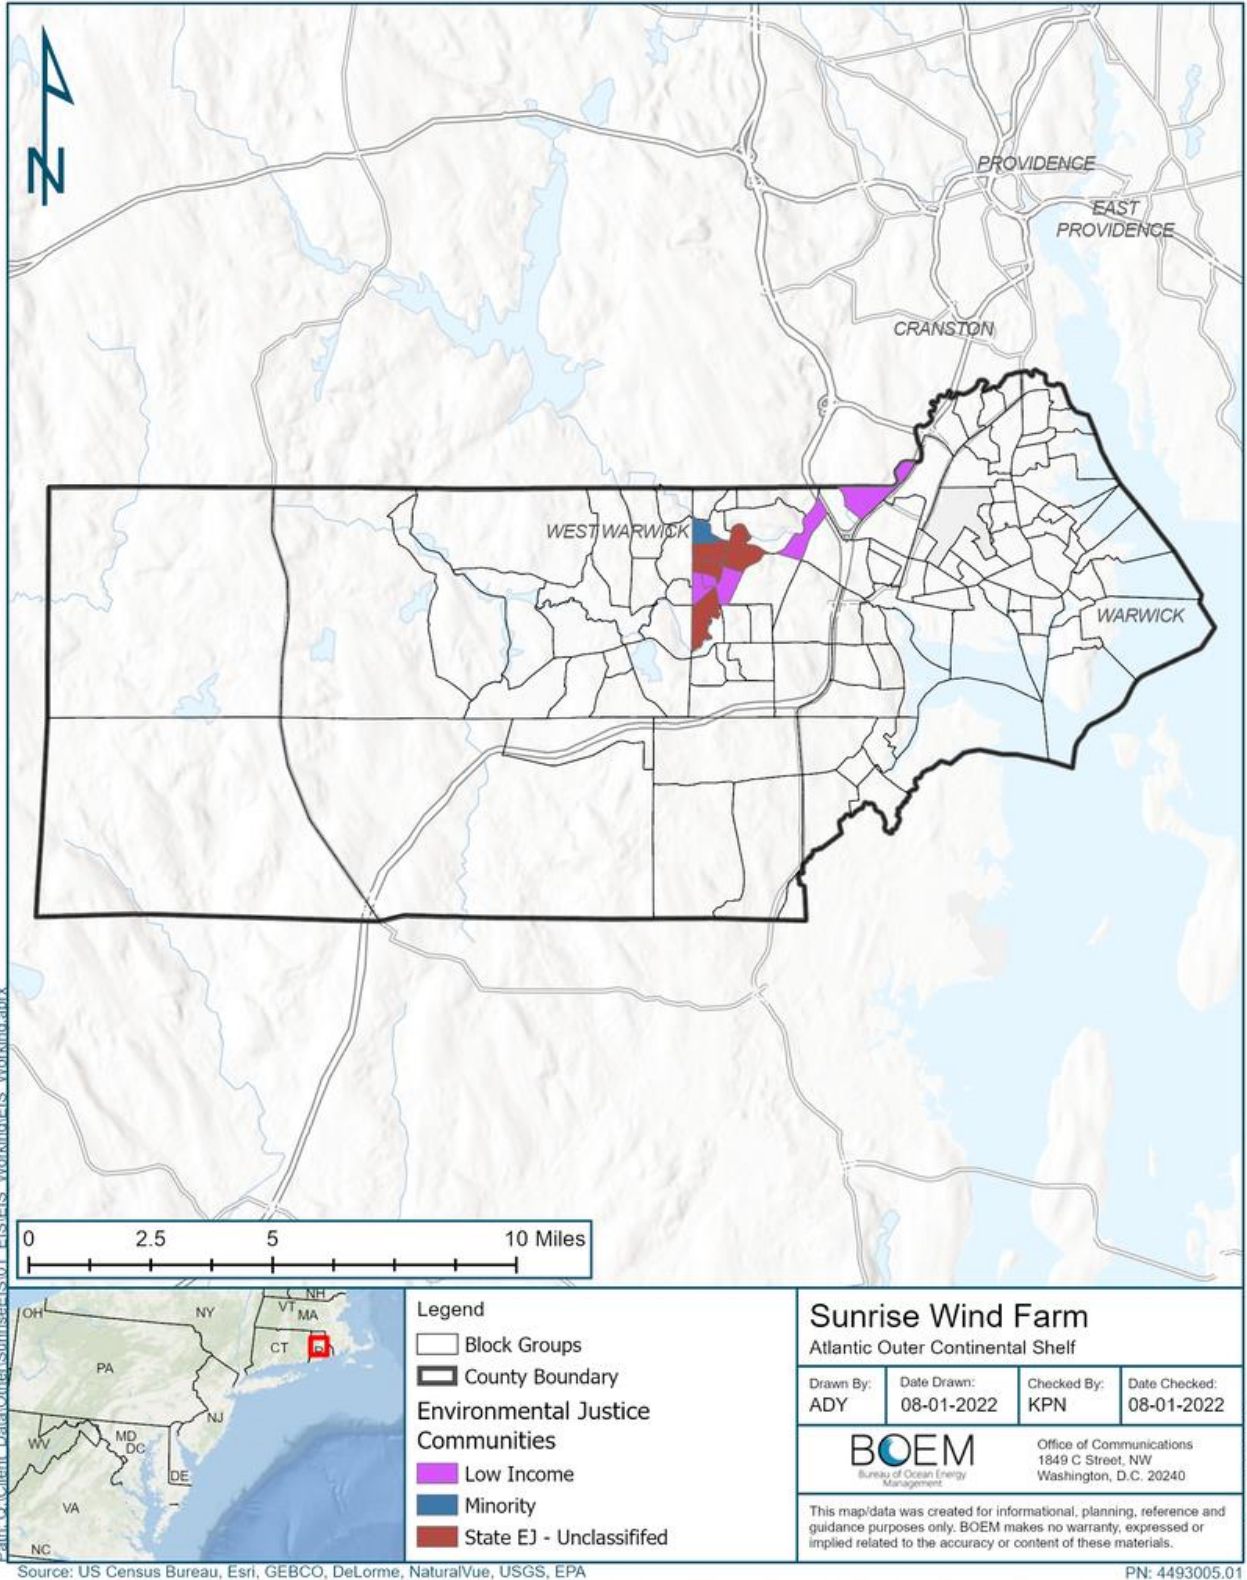 N
PROVIDENCE
EAST
PROVIDENCE
CRANSTON
WEST WARWICK
WARWICK
0 2.5 5 10 Miles
OH
NY
VT
NH
MA
CT
PA
NJ
MD
DC
WV
DE
VA
NC
Legend
Block Groups
County Boundary
Environmental Justice
Communities
Low Income
Minority
State EJ - Unclassififed
Sunrise Wind Farm
Atlantic Outer Continental Shelf
Drawn By:
ADY
Date Drawn:
08-01-2022
Checked By:
KPN
Date Checked:
08-01-2022
BOEM
Bureau of Ocean Energy
Management
Office of Communications
1849 C Street, NW
Washington, D.C. 20240
This map/data was created for informational, planning, reference and
guidance purposes only. BOEM makes no warranty, expressed or
implied related to the accuracy or content of these materials.
Source: US Census Bureau, Esri, GEBCO, DeLorme, NaturalVue, USGS, EPA
PN: 4493005.01